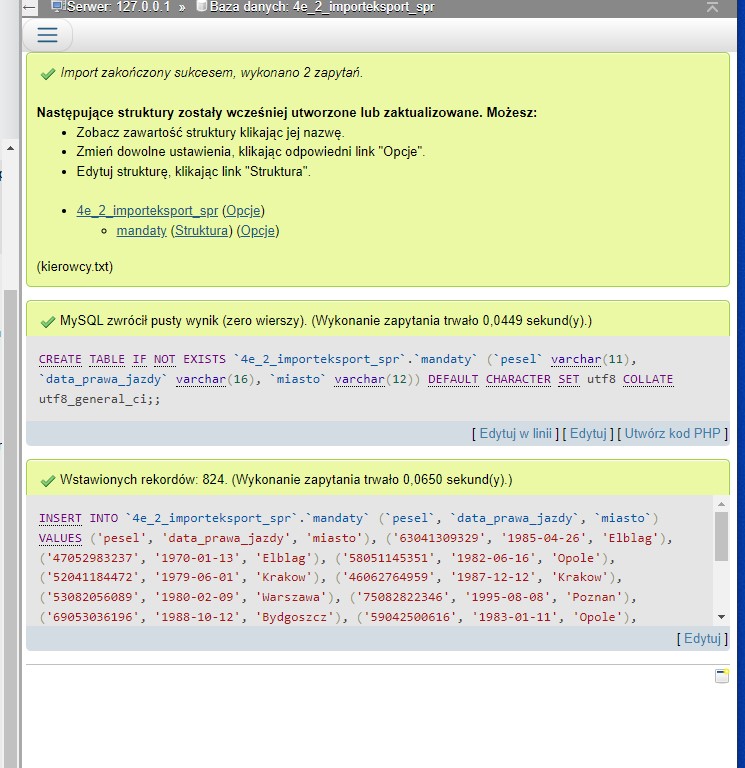 Serwer: 127.0.0.1 » Baza danych: 4e_2_importeksport_spr
Import zakończony sukcesem, wykonano 2 zapytań.
Następujące struktury zostały wcześniej utworzone lub zaktualizowane. Możesz:
• Zobacz zawartość struktury klikając jej nazwę.
• Zmień dowolne ustawienia, klikając odpowiedni link "Opcje".
• Edytuj strukturę, klikając link "Struktura".
• 4e_2_importeksport_spr (Opcje)
◦ mandaty (Struktura) (Opcje)
(kierowcy.txt)
MySQL zwrócił pusty wynik (zero wierszy). (Wykonanie zapytania trwało 0,0449 sekund(y).)
CREATE TABLE IF NOT EXISTS `4e_2_importeksport_spr`.`mandaty` (`pesel` varchar(11),
`data_prawa_jazdy` varchar(16), `miasto` varchar(12)) DEFAULT CHARACTER SET utf8 COLLATE
utf8_general_ci;;
[ Edytuj w linii ] [ Edytuj ] [ Utwórz kod PHP ]
Wstawionych rekordów: 824. (Wykonanie zapytania trwało 0,0650 sekund(y).)
INSERT INTO `4e_2_importeksport_spr`.`mandaty` (`pesel`, `data_prawa_jazdy`, `miasto`)
VALUES ('pesel', 'data_prawa_jazdy', 'miasto'), ('63041309329', '1985-04-26', 'Elblag'),
('47052983237', '1970-01-13', 'Elblag'), ('58051145351', '1982-06-16', 'Opole'),
('52041184472', '1979-06-01', 'Krakow'), ('46062764959', '1987-12-12', 'Krakow'),
('53082056089', '1980-02-09', 'Warszawa'), ('75082822346', '1995-08-08', 'Poznan'),
('69053036196', '1988-10-12', 'Bydgoszcz'), ('59042500616', '1983-01-11', 'Opole'),
[ Edytuj ]